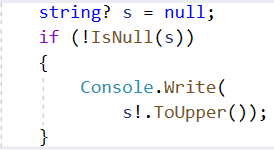 string? s = null;
if (!IsNull(s))
{
Console.Write(
s!.ToUpper());
}